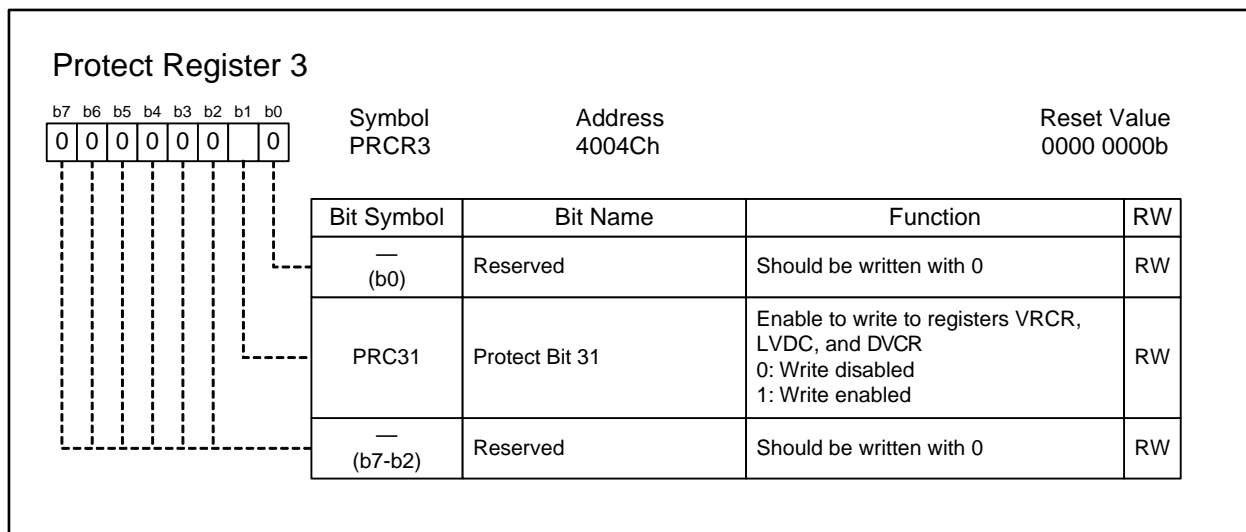 Protect Register 3
b7 b6 b5 b4 b3 b2 b1 b0
0 0 0 0 0 0 0
Symbol Address Reset Value
PRCR3 4004Ch 0000 0000b
Bit Symbol Bit Name Function RW
—
(b0) Reserved Should be written with 0 RW
PRC31 Protect Bit 31 Enable to write to registers VRCR,
LVDC, and DVCR
0: Write disabled
1: Write enabled
RW
—
(b7-b2) Reserved Should be written with 0 RW